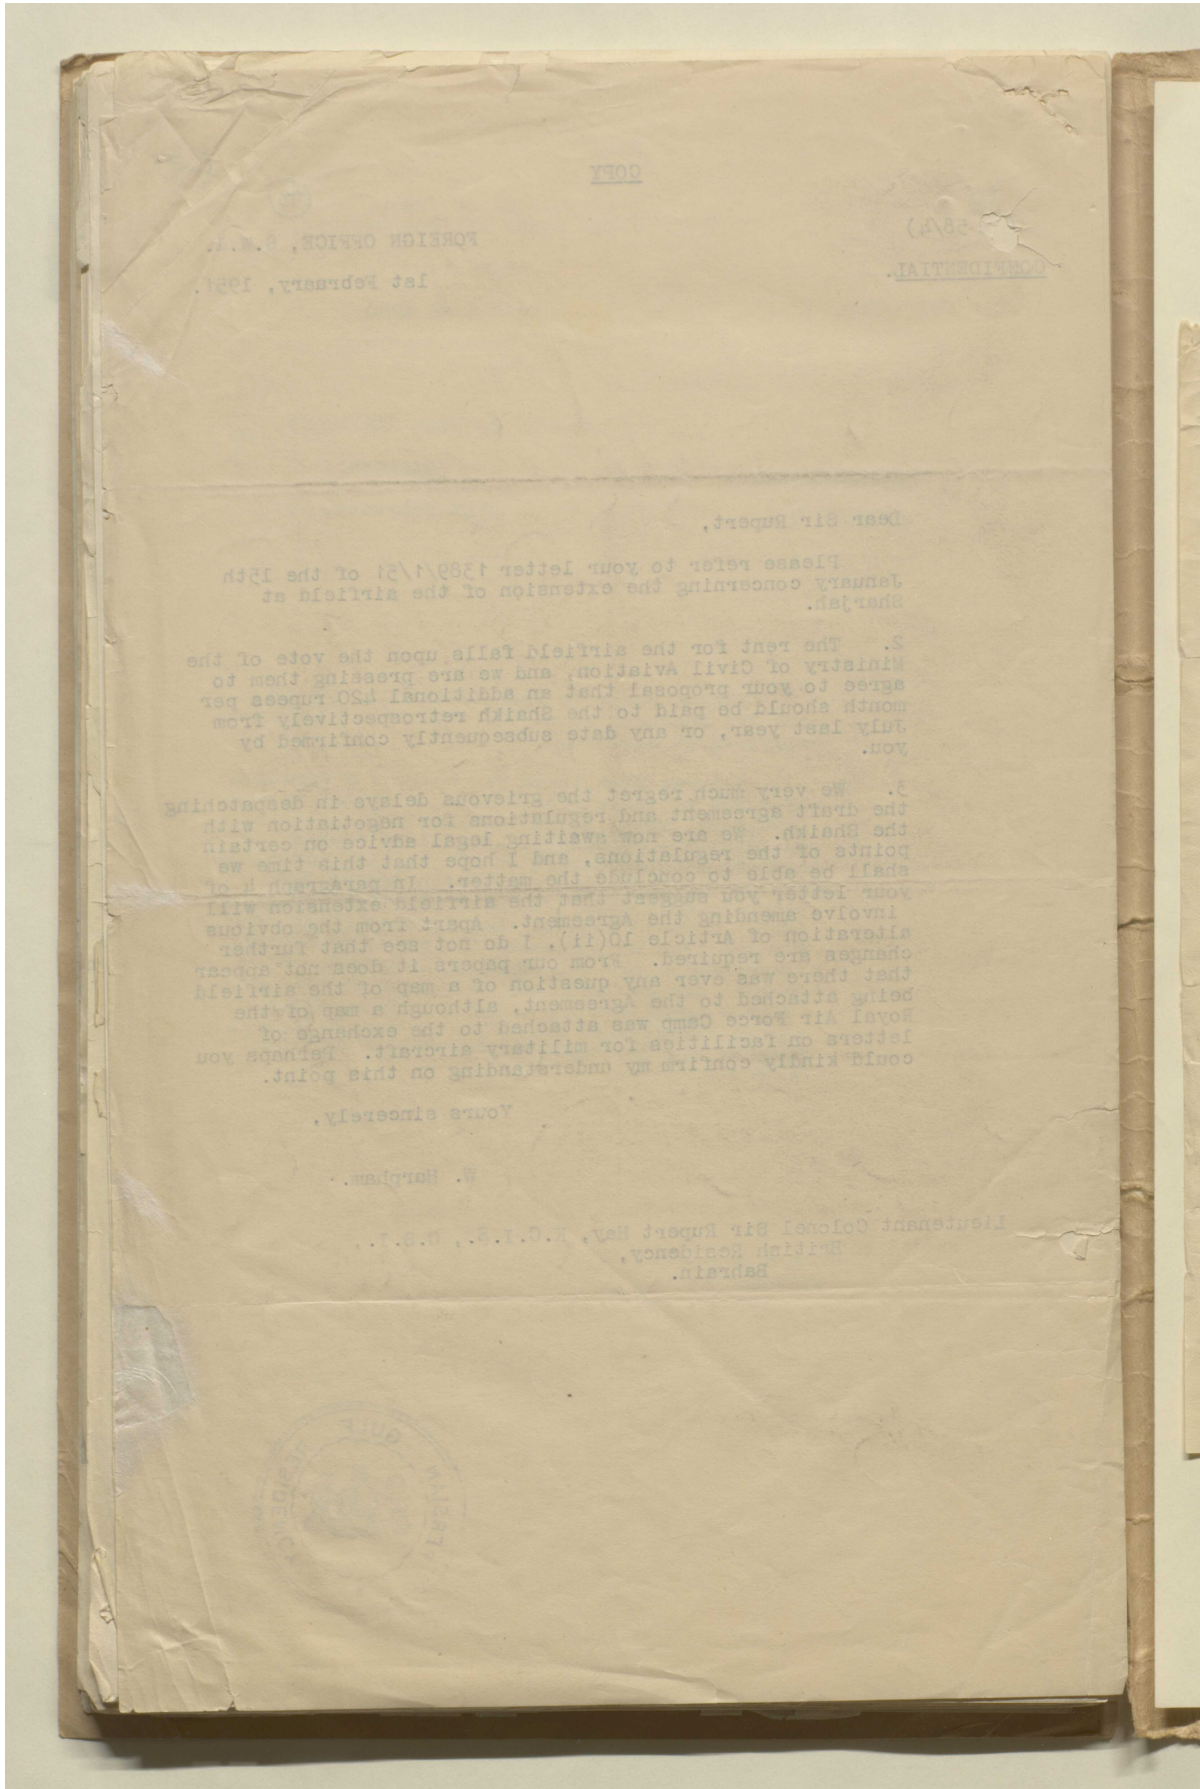 COPY
58/4)
FOREIGN OFFICE, S.W.1.
CONFIDENTIAL.
1st February, 1951.
Dear Sir Rupert,
Please refer to your letter 1389/1/51 of the 15th
January concerning the extension of the airfield at
Sharjah.
2. The rent for the airfield falls upon the vote of the
Ministry of Civil Aviation, and we are pressing them to
agree to your proposal that an additional 420 rupees per
month should be paid to the Shaikh retrospectively from
July last year, or any date subsequently confirmed by
you.
3. We very much regret the grievous delays in despatching
the draft agreement and regulations for negotiation with
the Shaikh. We are now awaiting legal advice on certain
points of the regulations, and I hope that this time we
shall be able to conclude the matter. In paragraph 4 of
your letter you suggest that the airfield extension will
involve amending the Agreement. Apart from the obvious
alteration of Article 10(ii), I do not see that further
changes are required. From our papers it does not appear
that there was ever any question of a map of the airfield
being attached to the Agreement, although a map of the
Royal Air Force Camp was attached to the exchange of
letters on facilities for military aircraft. Perhaps you
could kindly confirm my understanding on this point.
Yours sincerely,
W. Harpham.
Lieutenant Colonel Sir Rupert Hay, K.C.I.E., C.S.I.,
British Residency,
Bahrain.
GULF